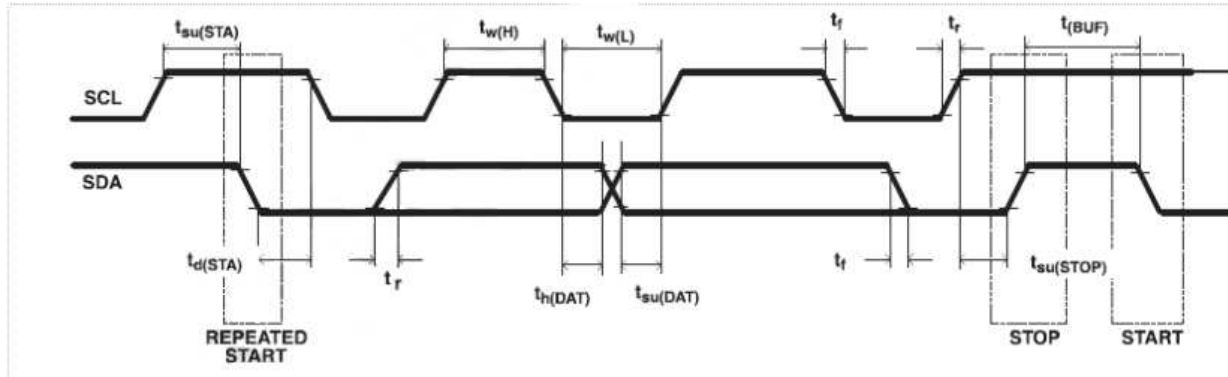 tsu(STA)
tw(H)
tw(L)
tf
tr
t(BUF)
SCL
SDA
td(STA)
tr
th(DAT)
tsu(DAT)
tf
tsu(STOP)
REPEATED
START
STOP
START